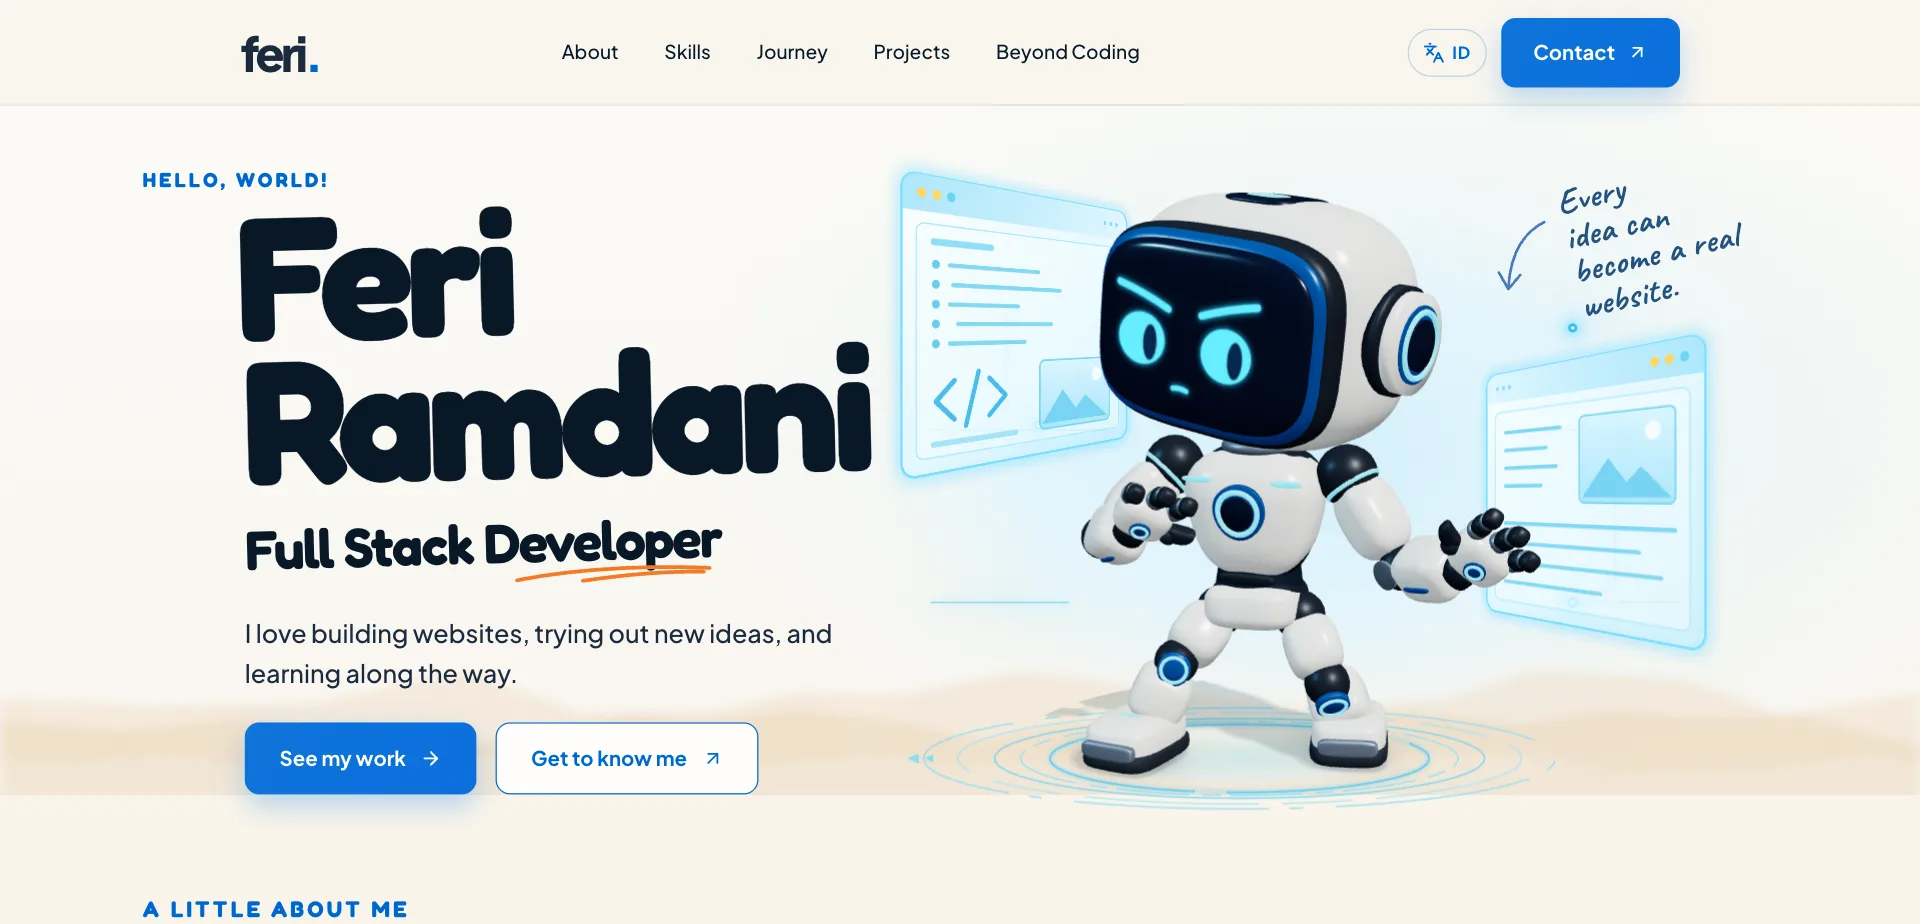 feri.
About
Skills
Journey
Projects
Beyond Coding
ID
Contact
HELLO, WORLD!
Feri
Ramdani
Full Stack Developer
I love building websites, trying out new ideas, and
learning along the way.
See my work
Get to know me
</>
Every
idea can
become a real
website.
A LITTLE ABOUT ME